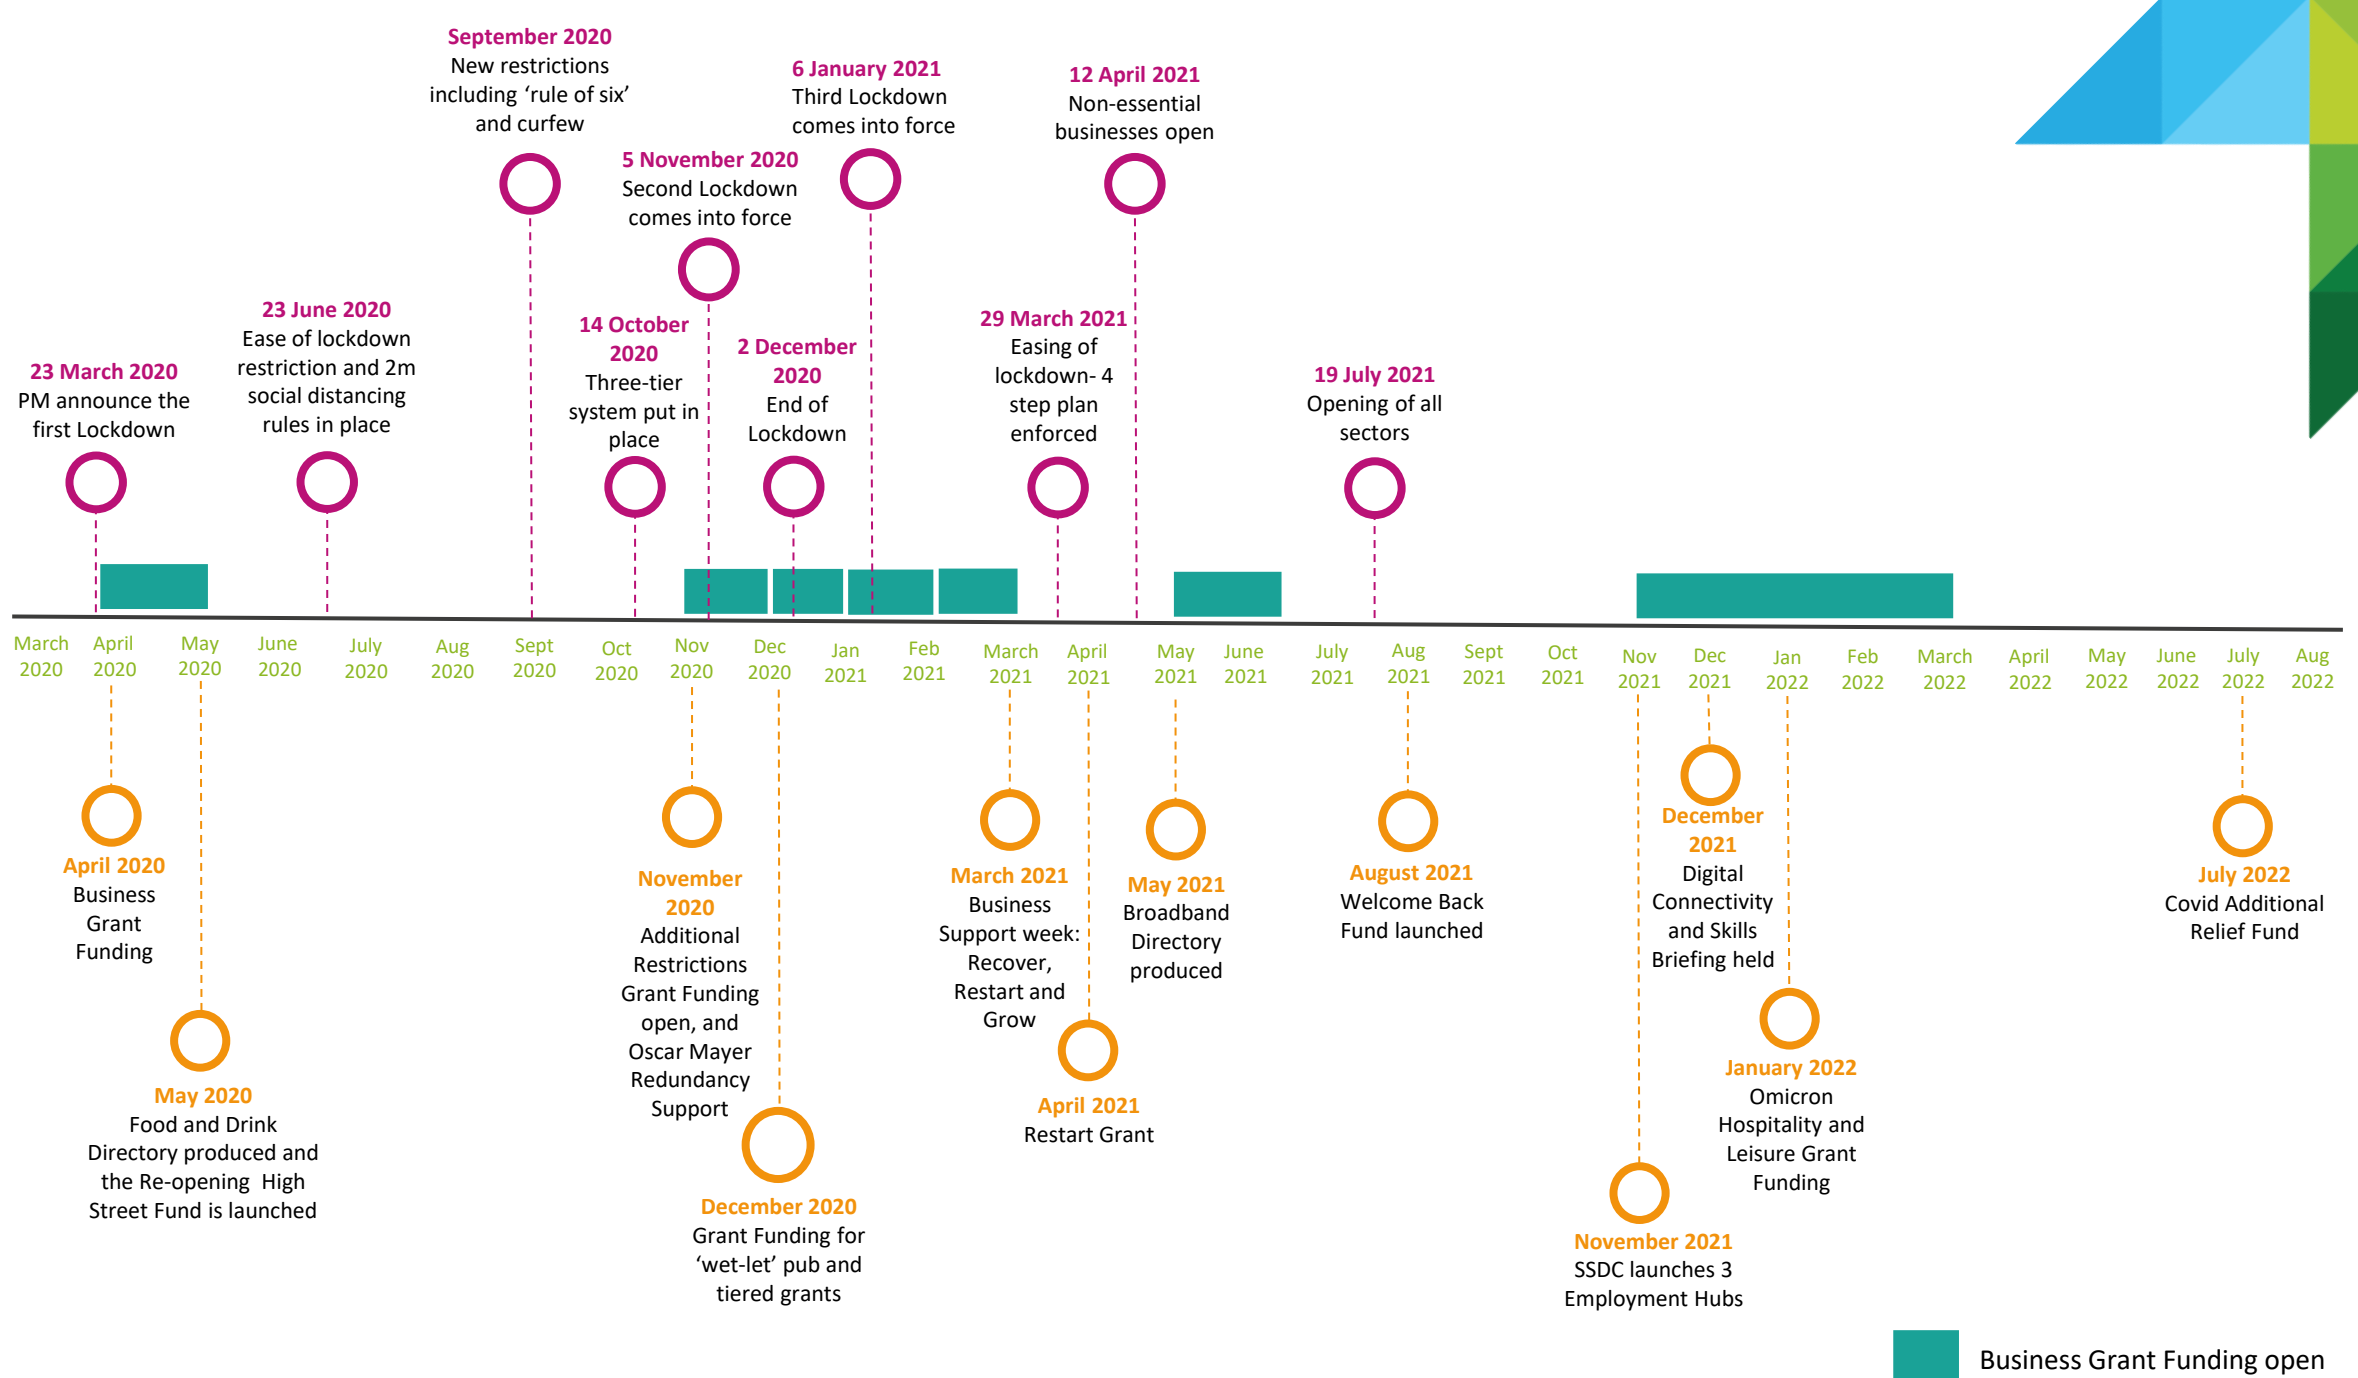 September 2020
New restrictions
including ‘rule of six’
and curfew
6 January 2021
Third Lockdown
comes into force
12 April 2021
Non-essential
businesses open
5 November 2020
Second Lockdown
comes into force
23 June 2020
Ease of lockdown
restriction and 2m
social distancing
rules in place
14 October
2020
Three-tier
system put in
place
2 December
2020
End of
Lockdown
29 March 2021
Easing of
lockdown- 4
step plan
enforced
23 March 2020
PM announce the
first Lockdown
19 July 2021
Opening of all
sectors
March
2020
April
2020
May
2020
June
2020
July
2020
Aug
2020
Sept
2020
Oct
2020
Nov
2020
Dec
2020
Jan
2021
Feb
2021
March
2021
April
2021
May
2021
June
2021
July
2021
Aug
2021
Sept
2021
Oct
2021
Nov
2021
Dec
2021
Jan
2022
Feb
2022
March
2022
April
2022
May
2022
June
2022
July
2022
Aug
2022
April 2020
Business
Grant
Funding
May 2020
Food and Drink
Directory produced and
the Re-opening  High
Street Fund is launched
November
2020
Additional
Restrictions
Grant Funding
open, and
Oscar Mayer
Redundancy
Support
December 2020
Grant Funding for
‘wet-let’ pub and
tiered grants
March 2021
Business
Support week:
Recover,
Restart and
Grow
April 2021
Restart Grant
May 2021
Broadband
Directory
produced
August 2021
Welcome Back
Fund launched
November 2021
SSDC launches 3
Employment Hubs
December
2021
Digital
Connectivity
and Skills
Briefing held
January 2022
Omicron
Hospitality and
Leisure Grant
Funding
July 2022
Covid Additional
Relief Fund
Business Grant Funding open